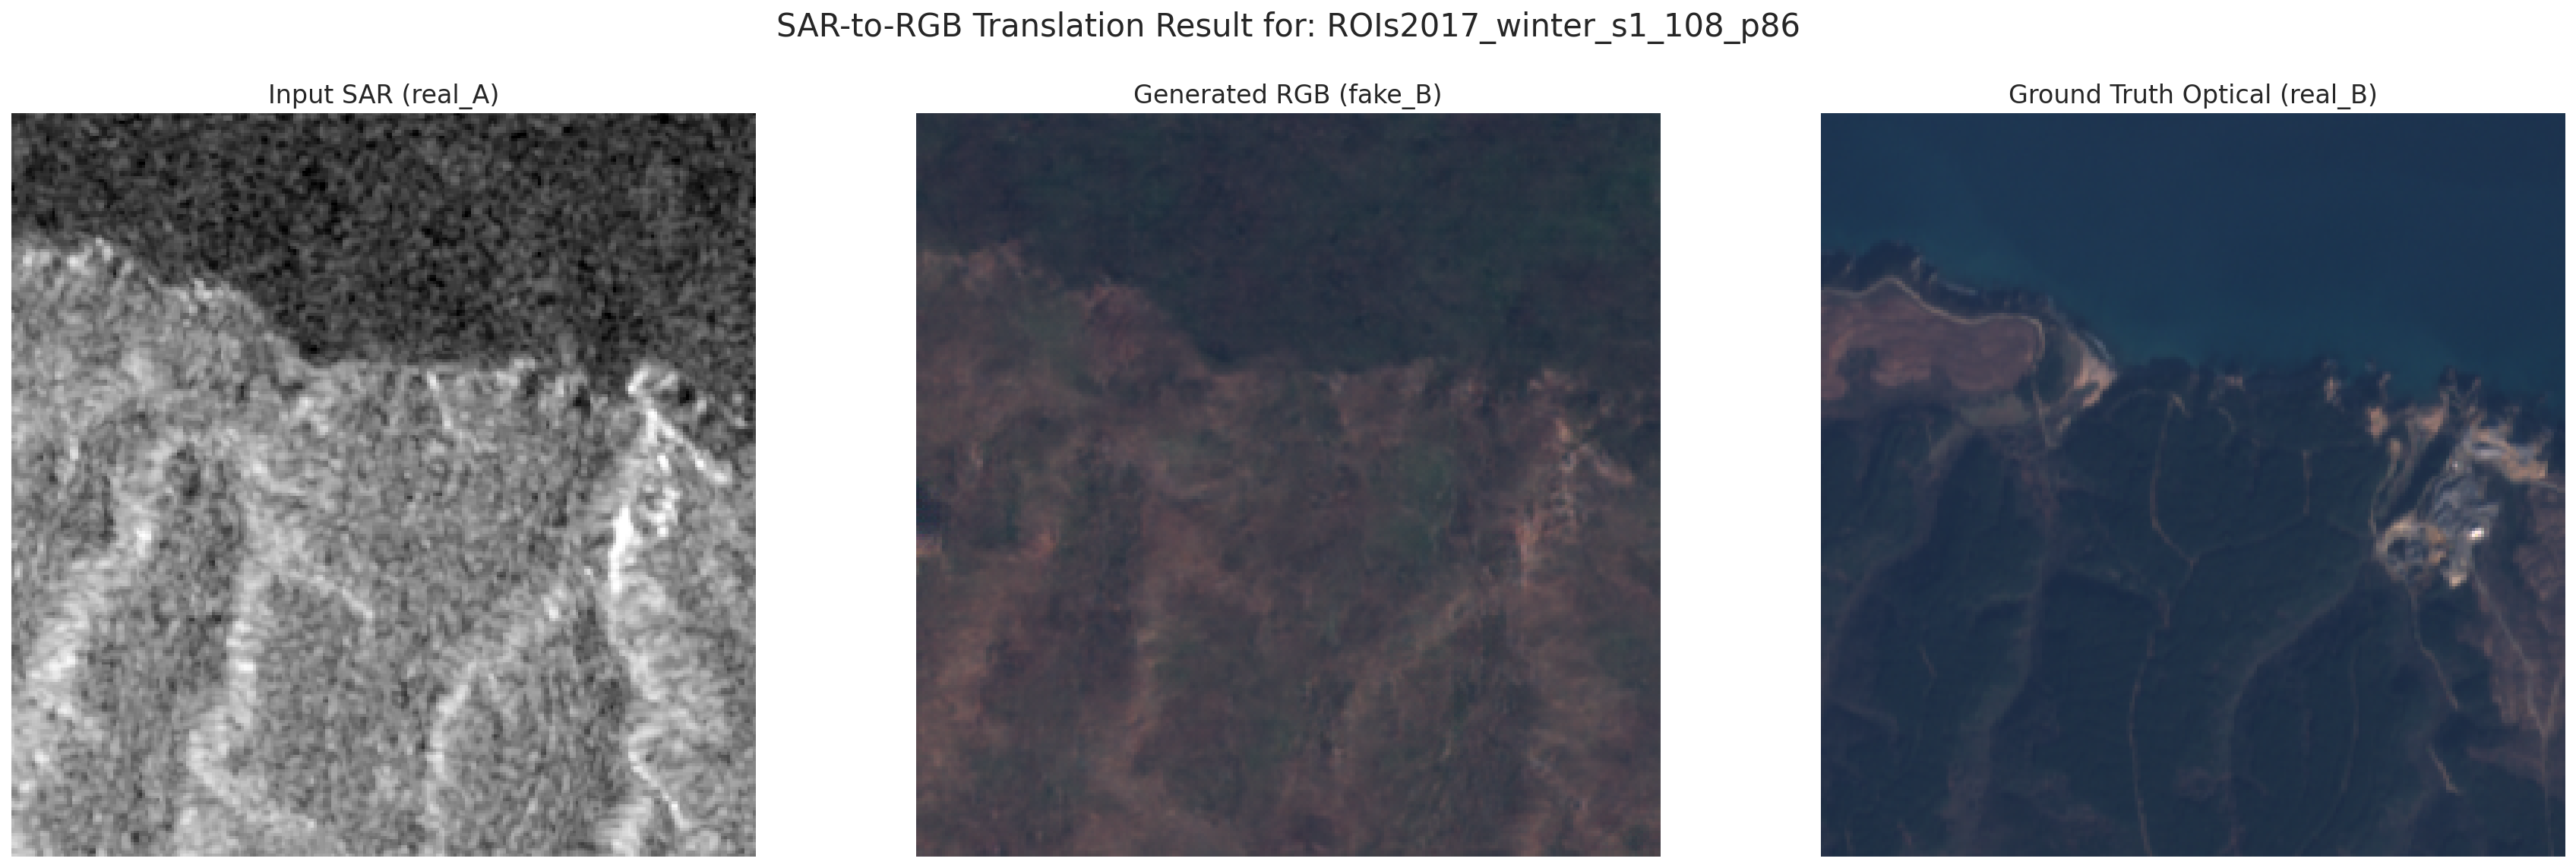 SAR-to-RGB Translation Result for: ROIs2017_winter_s1_108_p86
Input SAR (real_A)
Generated RGB (fake_B)
Ground Truth Optical (real_B)